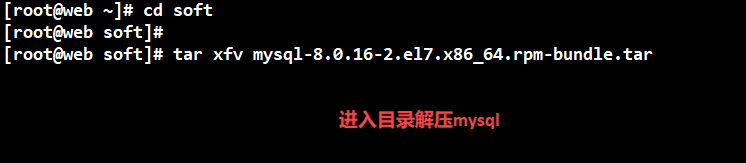 [root@web ~]# cd soft
[root@web soft]#
[root@web soft]# tar xfv mysql-8.0.16-2.el7.x86_64.rpm-bundle.tar
进入目录解压mysql